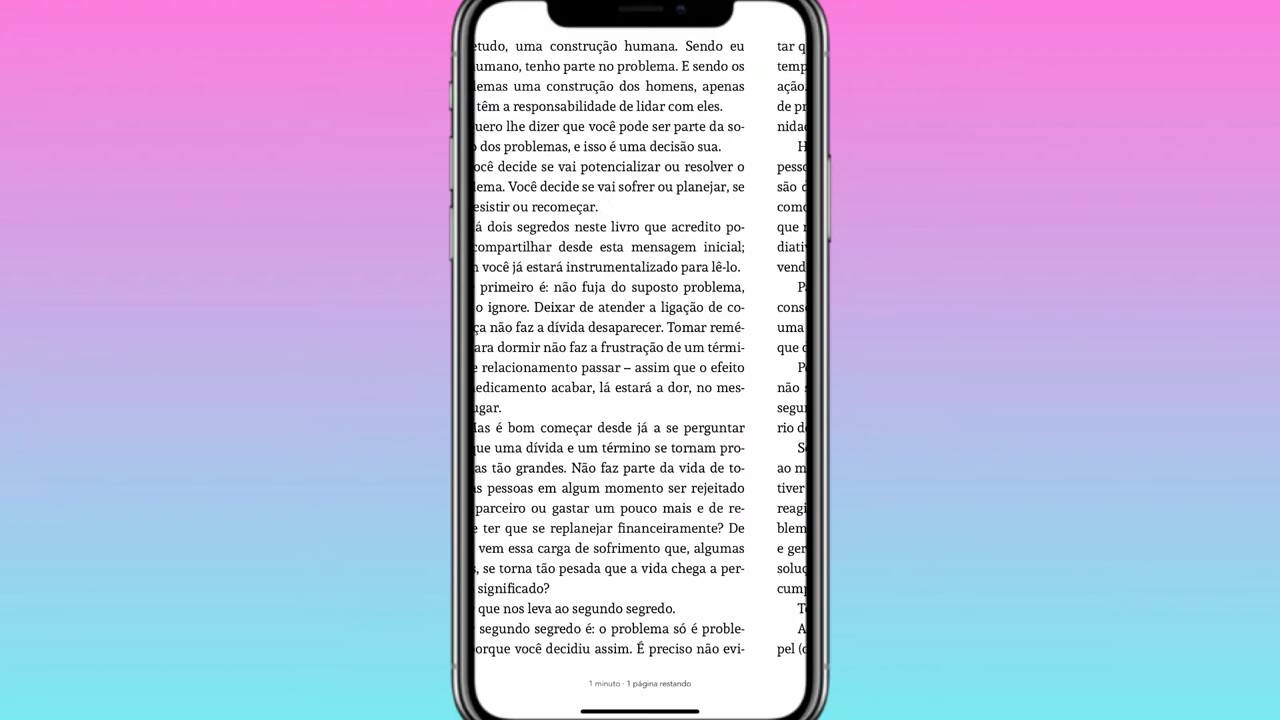 etudo, uma construção humana. Sendo eu
umano, tenho parte no problema. E sendo os
lemas uma construção dos homens, apenas
têm a responsabilidade de lidar com eles.
uero lhe dizer que você pode ser parte da so-
dos problemas, e isso é uma decisão sua.
ocê decide se vai potencializar ou resolver o
lema. Você decide se vai sofrer ou planejar, se
esistir ou recomeçar.
á dois segredos neste livro que acredito po-
compartilhar desde esta mensagem inicial;
você já estará instrumentalizado para lê-lo.
primeiro é: não fuja do suposto problema,
o ignore. Deixar de atender a ligação de co-
ça não faz a dívida desaparecer. Tomar remé-
ara dormir não faz a frustração de um térmi-
e relacionamento passar – assim que o efeito
edicamento acabar, lá estará a dor, no mes-
ugar.
as é bom começar desde já a se perguntar
que uma dívida e um término se tornam pro-
as tão grandes. Não faz parte da vida de to-
s pessoas em algum momento ser rejeitado
parceiro ou gastar um pouco mais e de re-
e ter que se replanejar financeiramente? De
vem essa carga de sofrimento que, algumas
s, se torna tão pesada que a vida chega a per-
significado?
que nos leva ao segundo segredo.
segundo segredo é: o problema só é proble-
orque você decidiu assim. É preciso não evi-
tar q
temp
ação.
de pr
nidad
H
pesso
são
como
que
diativ
vend
P
conse
uma
que
P
não
segu
rio de
S
ao m
tiver
reagi
blem
e ger
soluç
cump
T
A
pel (
1 minuto · 1 página restando